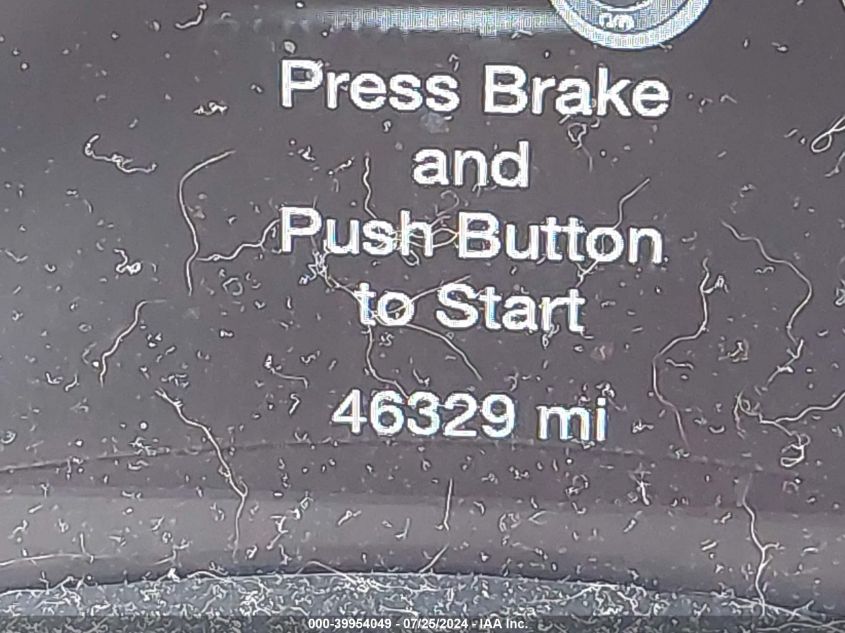 Press Brake
and
Push Button
to Start
46329 mi
000-39954049 - 07/25/2024 - IAA Inc.